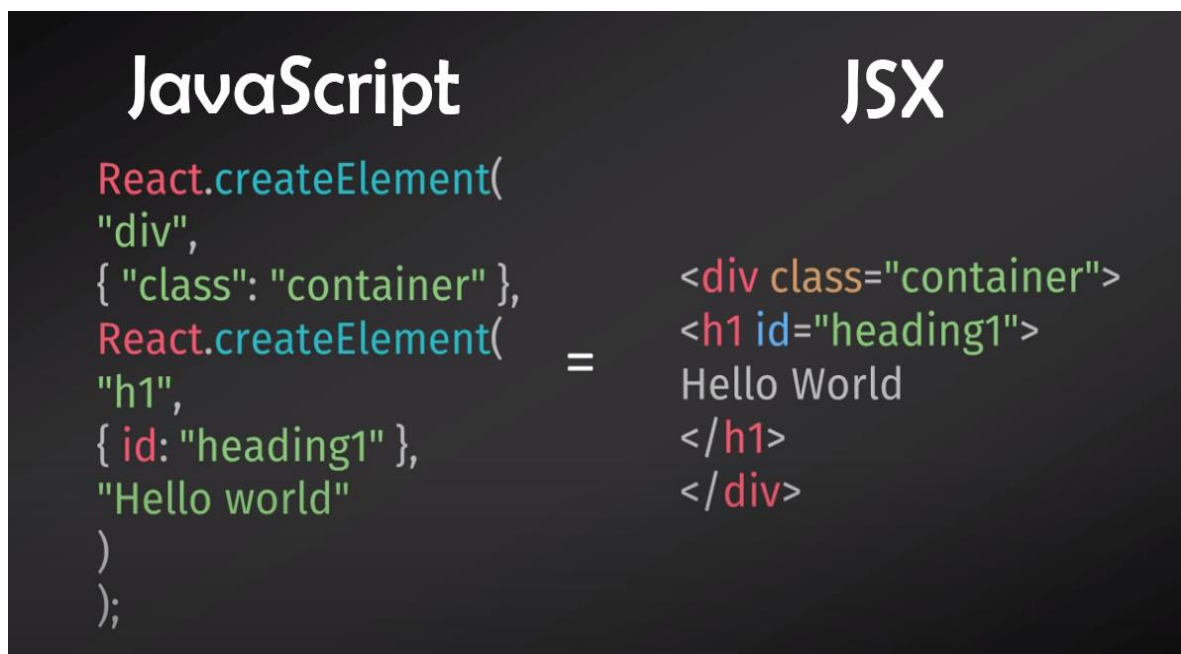 JavaScript
React.createElement(
"div",
{ "class": "container" },
React.createElement(
"h1",
{ id: "heading1" },
"Hello world"
)
);
=
JSX
<div class="container">
<h1 id="heading1">
Hello World
</h1>
</div>